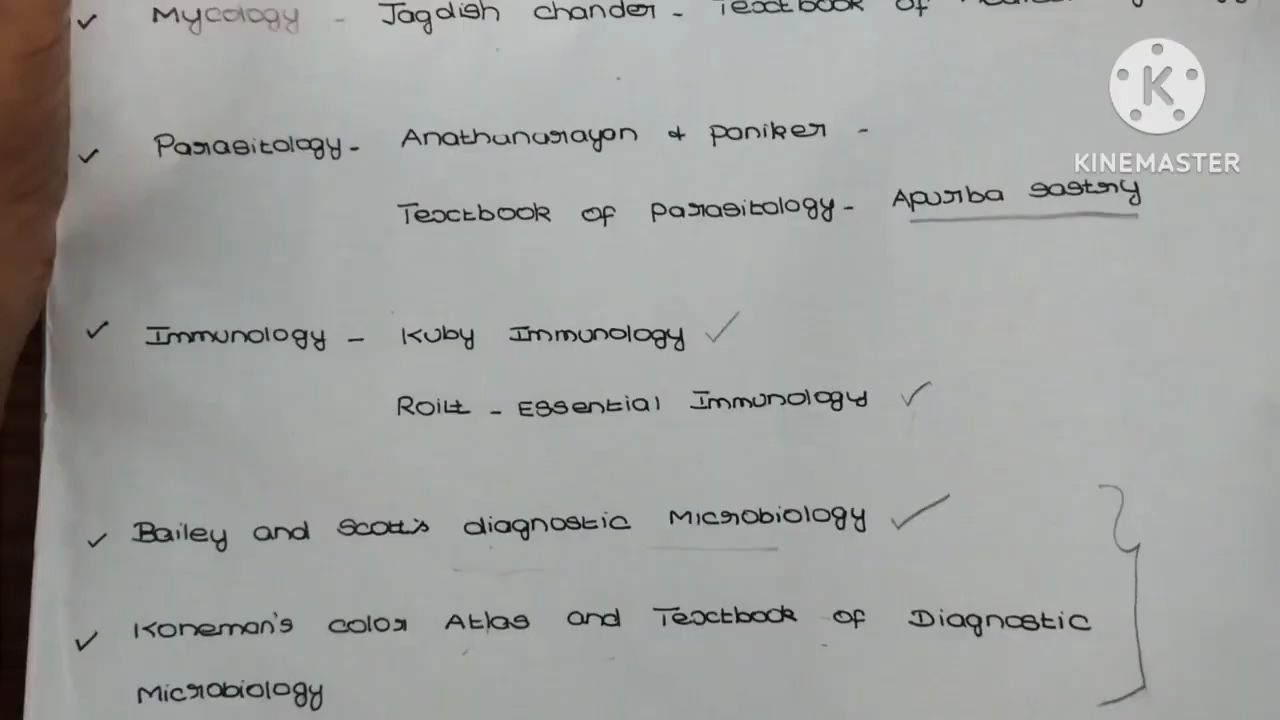 Mycology - Jagdish chander - Textbook of
Parasitology - Anathunarayan & paniker -
Textbook of parasitology - Apurba sastry
Immunology - Kuby Immunology
Roitt - Essential Immunology
Bailey and Scott's diagnostic Microbiology
Koneman's color Atlas and Textbook of Diagnostic
Microbiology
K
KINEMASTER